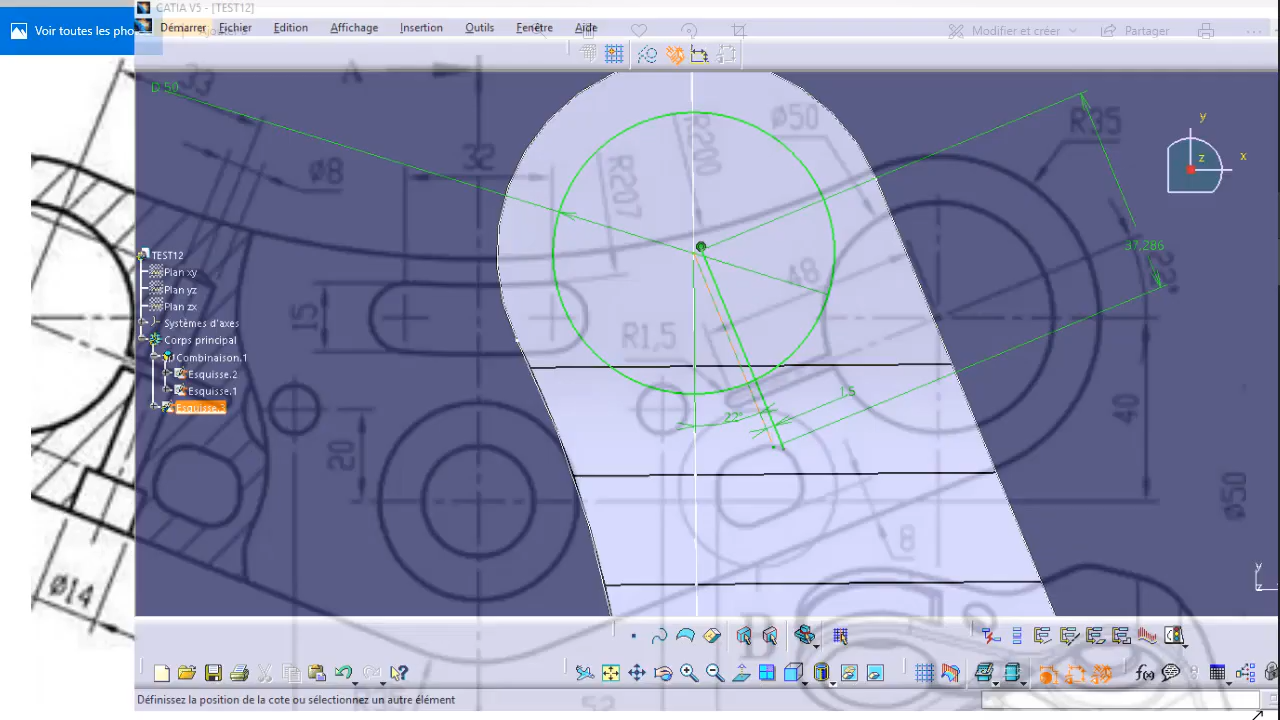 CATIA V5 - [TEST12]
Voir toutes les pho
Démarrer Fichier Edition Affichage Insertion Outils Fenêtre Aide
Modifier et créer Partager
33
A
D 50
32
R200
Ø50
R35
y
x
z
Ø8
R207
TEST12
Plan xy
Plan yz
Plan zx
Systèmes d'axes
Corps principal
Combinaison.1
Esquisse.2
Esquisse.1
Esquisse.3
37,286
22°
48
15
R1,5
1,5
22°
40
20
8
Ø50
Ø14
B
52
Définissez la position de la cote ou sélectionnez un autre élément